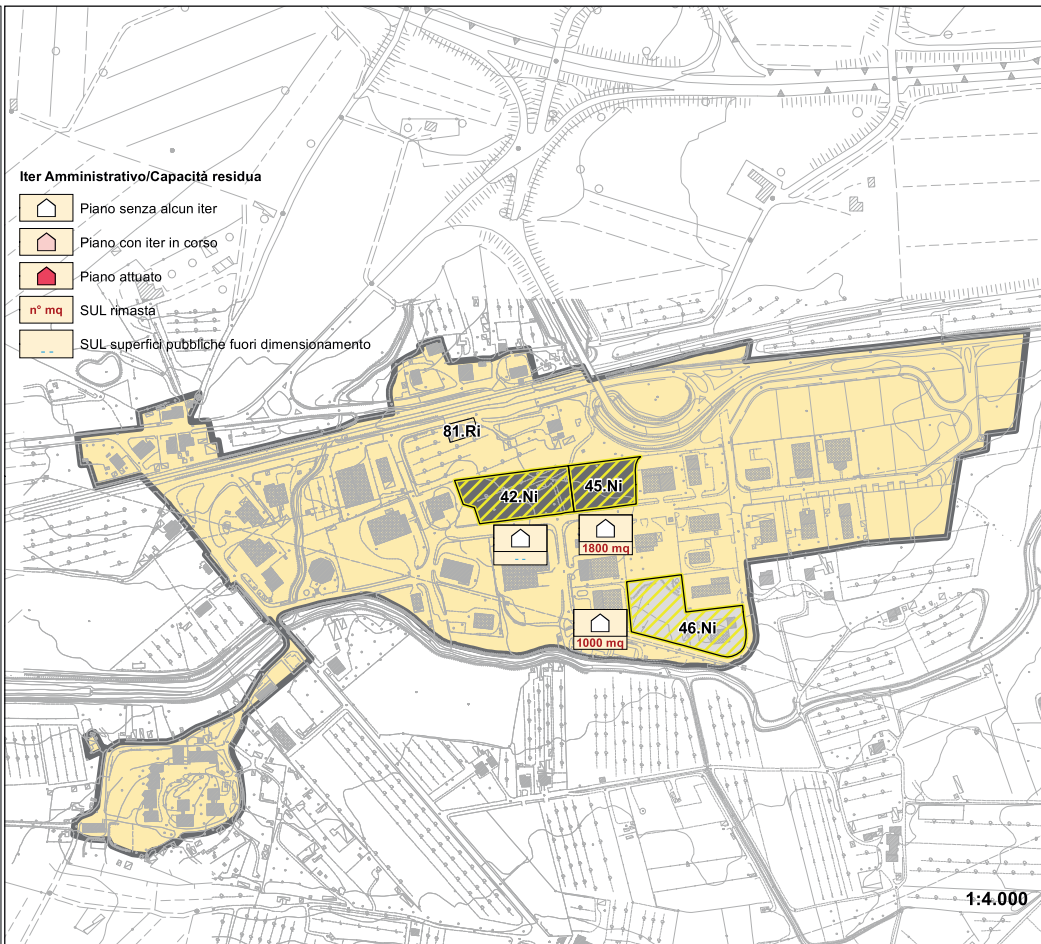 Iter Amministrativo/Capacità residua
Piano senza alcun iter
Piano con iter in corso
Piano attuato
n° mq SUL rimasta
-- SUL superfici pubbliche fuori dimensionamento
81.Ri
42.Ni
45.Ni
--
1800 mq
46.Ni
1000 mq
1:4.000